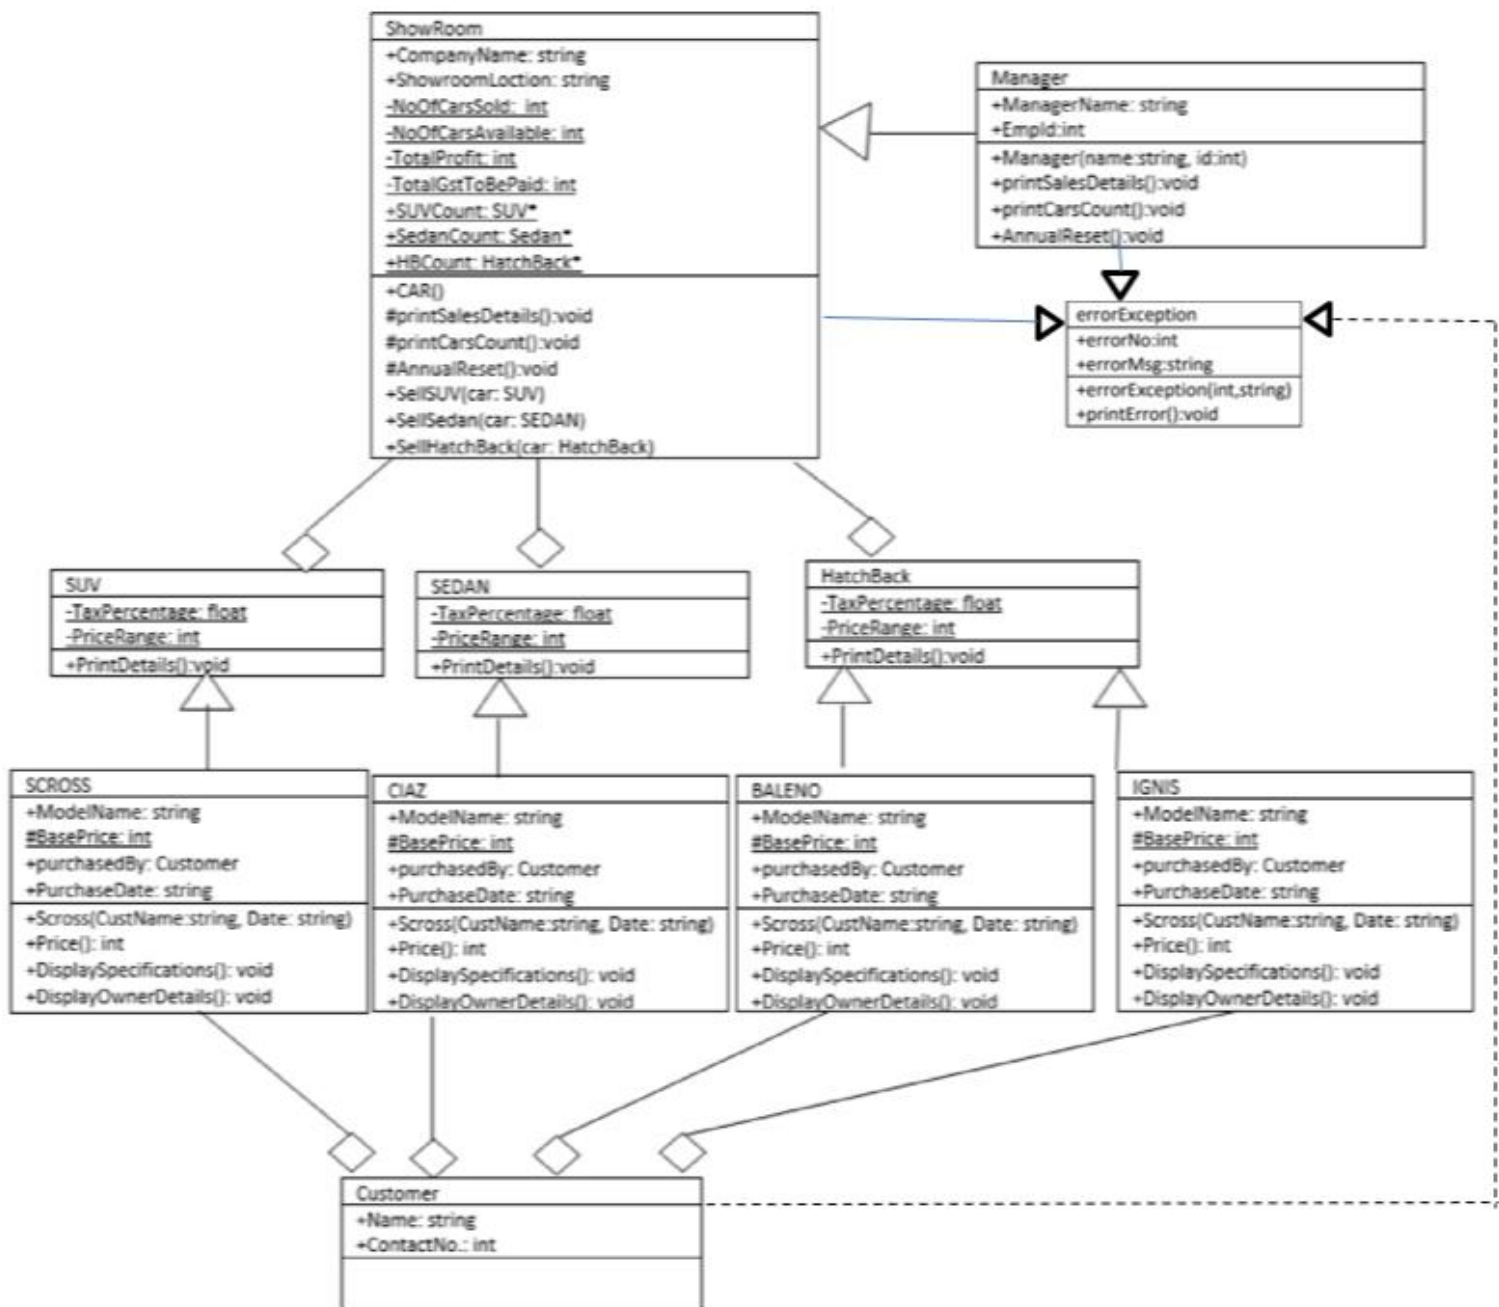 ShowRoom
+CompanyName: string
+ShowroomLoction: string
-NoOfCarsSold: int
-NoOfCarsAvailable: int
-TotalProfit: int
-TotalGstToBePaid: int
+SUVCount: SUV*
+SedanCount: Sedan*
+HBCount: HatchBack*
+CAR()
#printSalesDetails():void
#printCarsCount():void
#AnnualReset():void
+SellSUV(car: SUV)
+SellSedan(car: SEDAN)
+SellHatchBack(car: HatchBack)
Manager
+ManagerName: string
+EmpId:int
+Manager(name:string, id:int)
+printSalesDetails():void
+printCarsCount():void
+AnnualReset():void
errorException
+errorNo:int
+errorMsg:string
+errorException(int,string)
+printError():void
SUV
-TaxPercentage: float
-PriceRange: int
+PrintDetails():void
SEDAN
-TaxPercentage: float
-PriceRange: int
+PrintDetails():void
HatchBack
-TaxPercentage: float
-PriceRange: int
+PrintDetails():void
SCROSS
+ModelName: string
#BasePrice: int
+purchasedBy: Customer
+PurchaseDate: string
+Scross(CustName:string, Date: string)
+Price(): int
+DisplaySpecifications(): void
+DisplayOwnerDetails(): void
CIAZ
+ModelName: string
#BasePrice: int
+purchasedBy: Customer
+PurchaseDate: string
+Scross(CustName:string, Date: string)
+Price(): int
+DisplaySpecifications(): void
+DisplayOwnerDetails(): void
BALENO
+ModelName: string
#BasePrice: int
+purchasedBy: Customer
+PurchaseDate: string
+Scross(CustName:string, Date: string)
+Price(): int
+DisplaySpecifications(): void
+DisplayOwnerDetails(): void
IGNIS
+ModelName: string
#BasePrice: int
+purchasedBy: Customer
+PurchaseDate: string
+Scross(CustName:string, Date: string)
+Price(): int
+DisplaySpecifications(): void
+DisplayOwnerDetails(): void
Customer
+Name: string
+ContactNo.: int